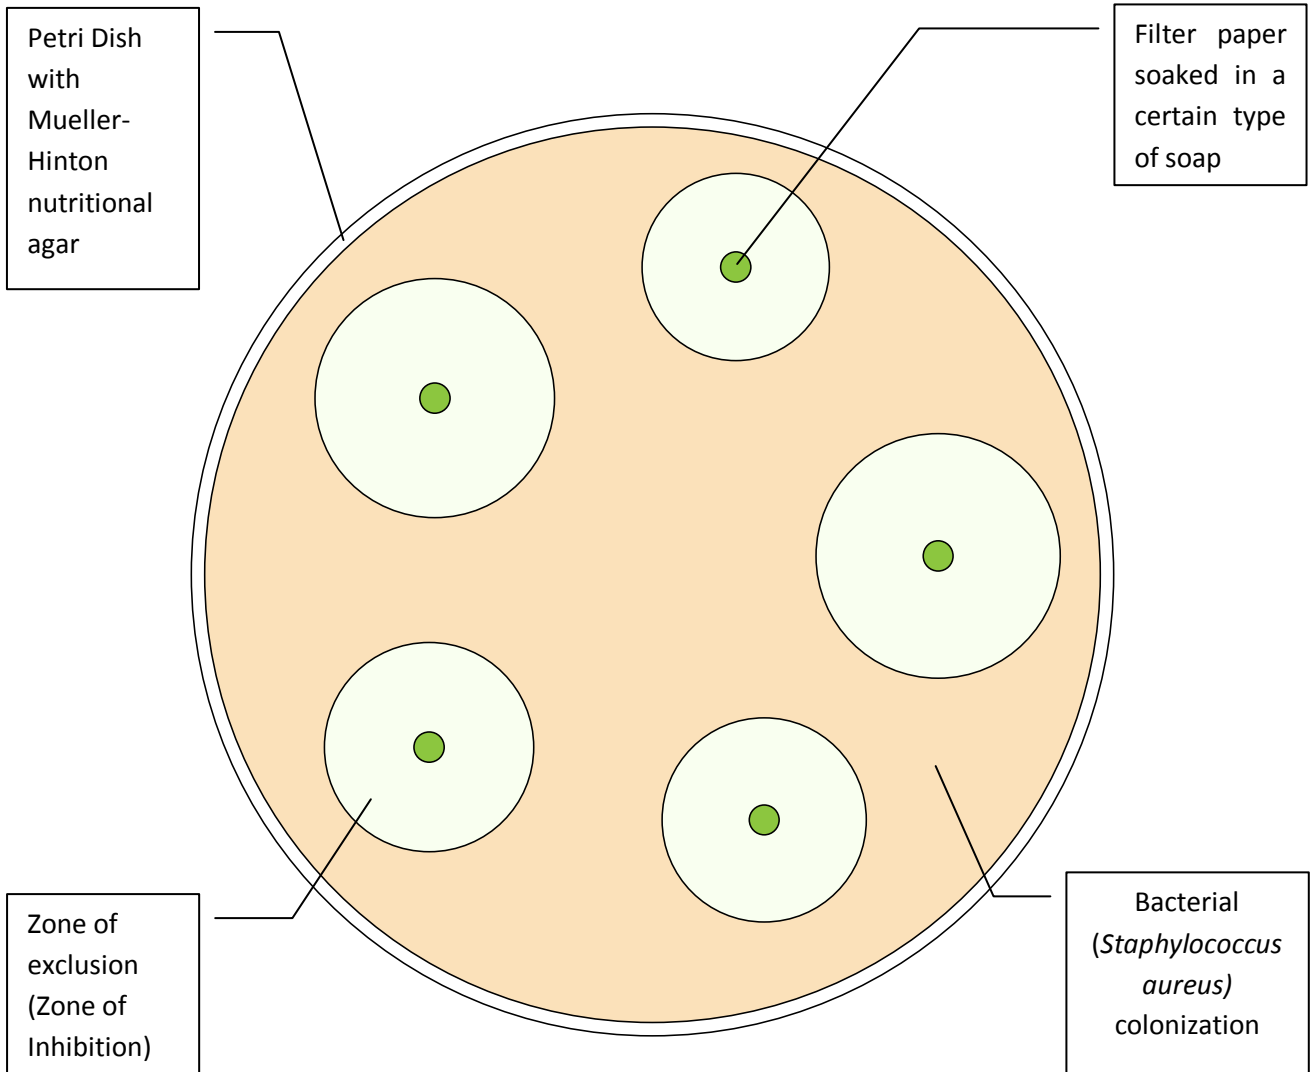 Petri Dish
with
Mueller-
Hinton
nutritional
agar
Filter paper
soaked in a
certain type
of soap
Zone of
exclusion
(Zone of
Inhibition)
Bacterial
(Staphylococcus
aureus)
colonization